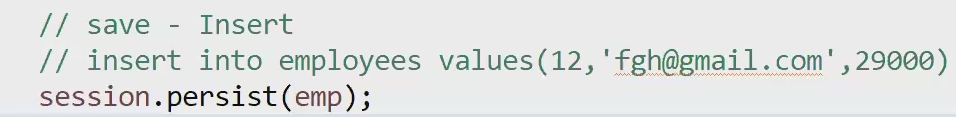 // save - Insert
// insert into employees values(12,'fgh@gmail.com',29000)
session.persist(emp);